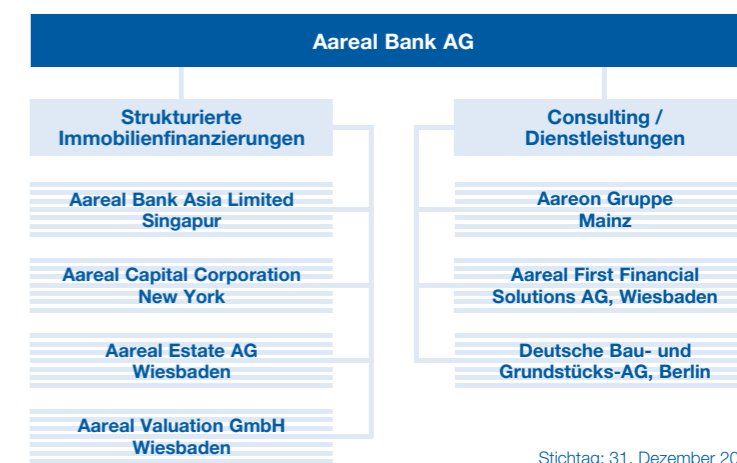 Aareal Bank AG
Strukturierte
Immobilienfinanzierungen
Aareal Bank Asia Limited
Singapur
Aareal Capital Corporation
New York
Aareal Estate AG
Wiesbaden
Aareal Valuation GmbH
Wiesbaden
Consulting /
Dienstleistungen
Aareon Gruppe
Mainz
Aareal First Financial
Solutions AG, Wiesbaden
Deutsche Bau- und
Grundstücks-AG, Berlin
Stichtag: 31. Dezember